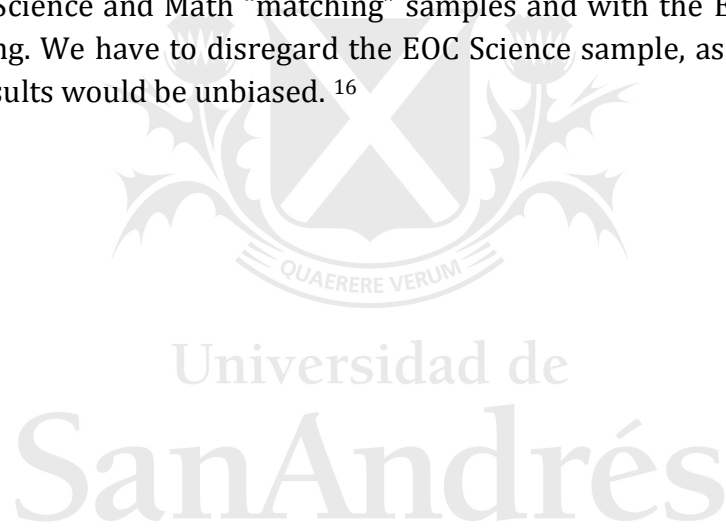 Science and Math “matching” samples and with the E
ng. We have to disregard the EOC Science sample, as
sults would be unbiased. 16
QUAERERE VERUM
Universidad de
SanAndrés